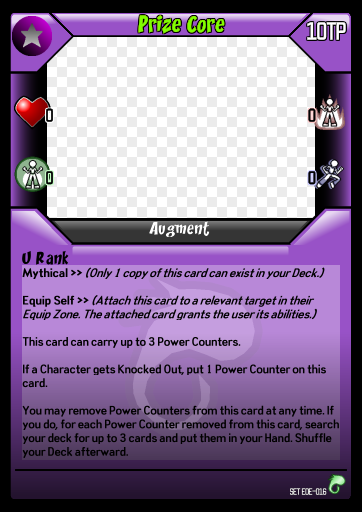 Prize Core
10TP
0
0
0
0
Augment
U Rank
Mythical >> (Only 1 copy of this card can exist in your Deck.)
Equip Self >> (Attach this card to a relevant target in their
Equip Zone. The attached card grants the user its abilities.)
This card can carry up to 3 Power Counters.
If a Character gets Knocked Out, put 1 Power Counter on this
card.
You may remove Power Counters from this card at any time. If
you do, for each Power Counter removed from this card, search
your deck for up to 3 cards and put them in your Hand. Shuffle
your Deck afterward.
SET EOE-016